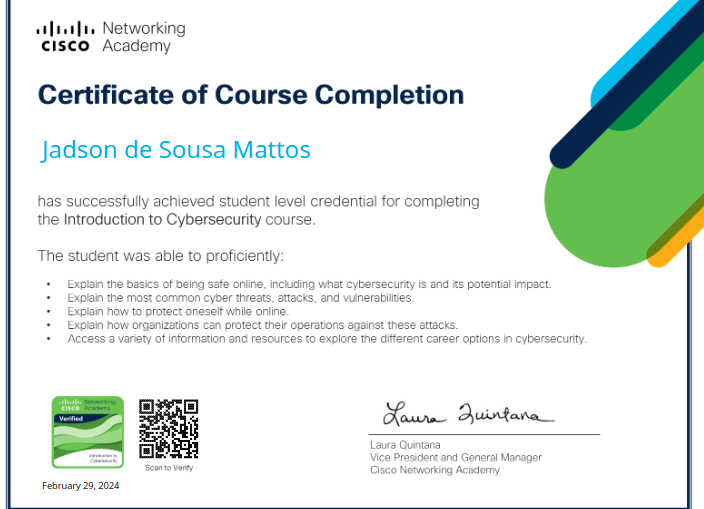 Networking
CISCO Academy
Certificate of Course Completion
Jadson de Sousa Mattos
has successfully achieved student level credential for completing
the Introduction to Cybersecurity course.
The student was able to proficiently:
• Explain the basics of being safe online, including what cybersecurity is and its potential impact.
• Explain the most common cyber threats, attacks, and vulnerabilities.
• Explain how to protect oneself while online.
• Explain how organizations can protect their operations against these attacks.
• Access a variety of information and resources to explore the different career options in cybersecurity.
Networking
CISCO Academy
Verified
Introduction to
Cybersecurity
Scan to Verify
February 29, 2024
Laura Quintana
Laura Quintana
Vice President and General Manager
Cisco Networking Academy